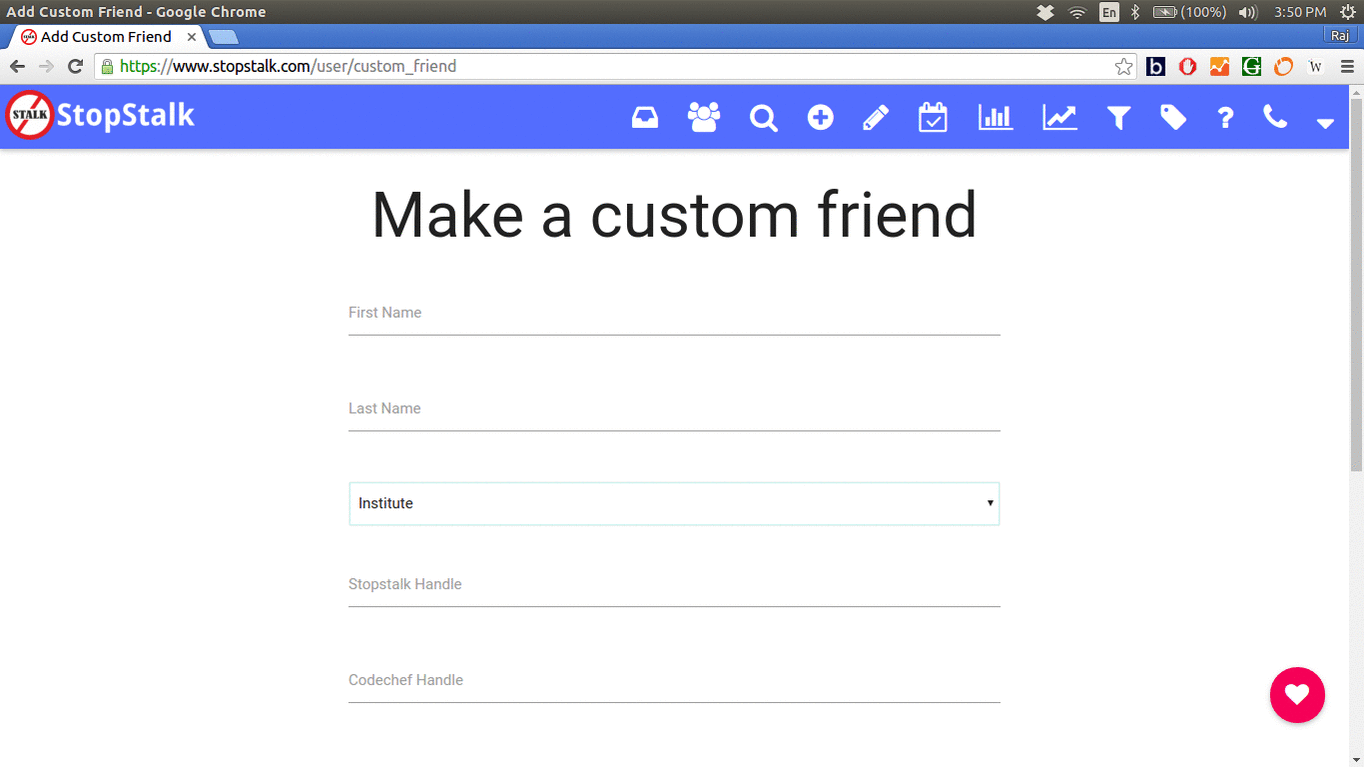 Add Custom Friend - Google Chrome
En
(100%)
3:50 PM
Add Custom Friend
Raj
https://www.stopstalk.com/user/custom_friend
b
G
W
STALK
StopStalk
?
Make a custom friend
First Name
Last Name
Institute
Stopstalk Handle
Codechef Handle